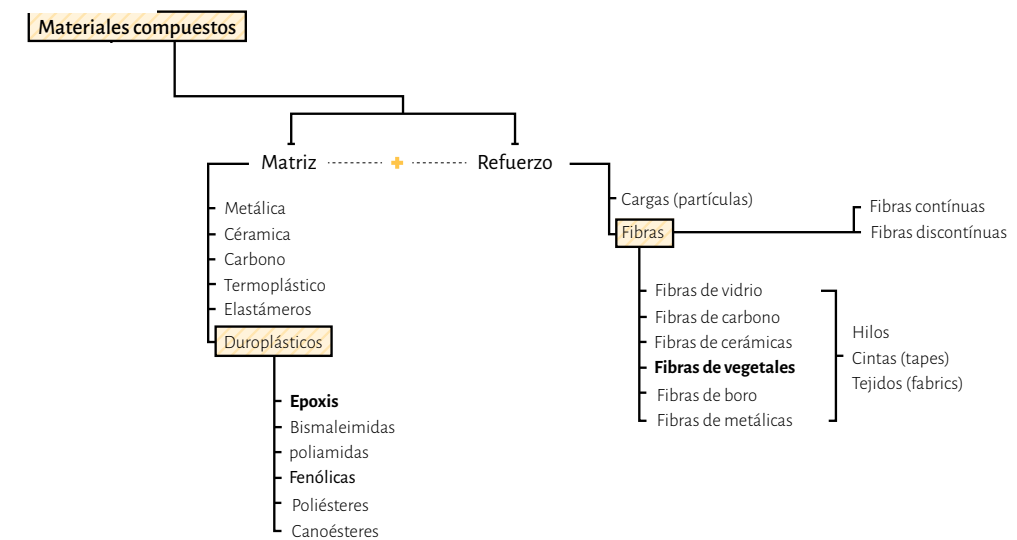 Materiales compuestos
Matriz
Refuerzo
Metálica
Céramica
Carbono
Termoplástico
Elastámeros
Duroplásticos
Epoxis
Bismaleimidas
poliamidas
Fenólicas
Poliésteres
Canoésteres
Cargas (partículas)
Fibras
Fibras contínuas
Fibras discontínuas
Fibras de vidrio
Fibras de carbono
Fibras de cerámicas
Fibras de vegetales
Fibras de boro
Fibras de metálicas
Hilos
Cintas (tapes)
Tejidos (fabrics)